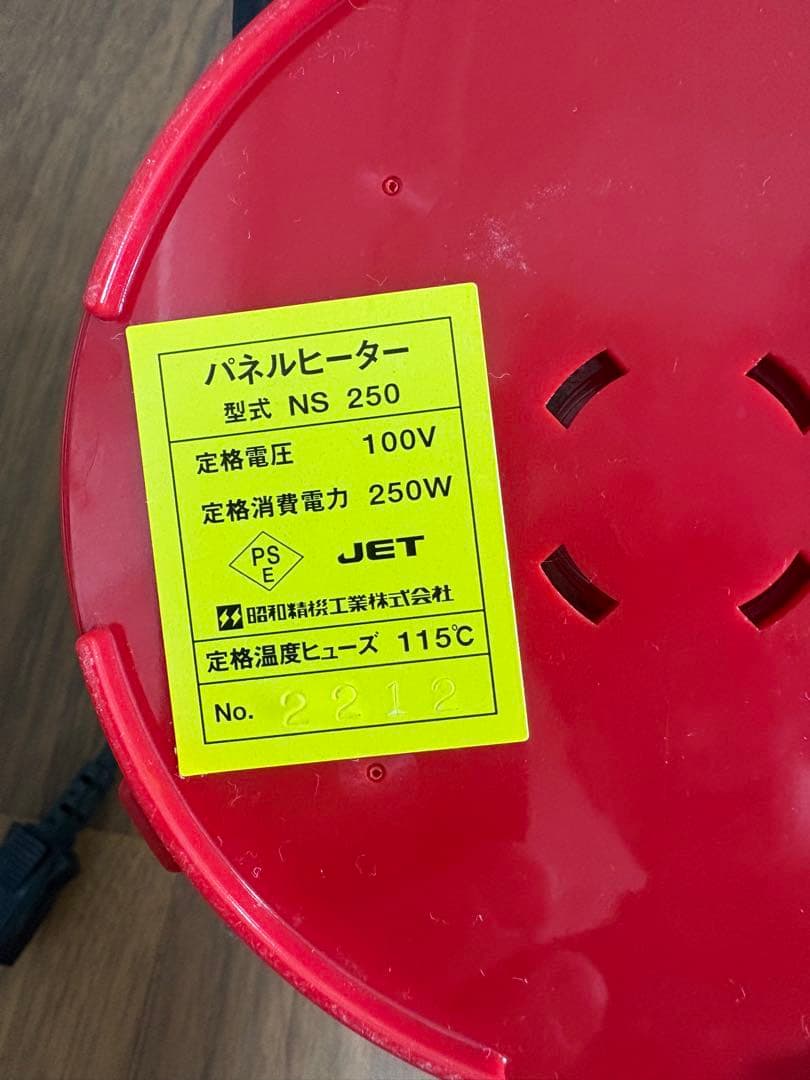 パネルヒーター
型式 NS 250
定格電圧 100V
定格消費電力 250W
PS
E
JET
昭和精機工業株式会社
定格温度ヒューズ 115℃
No. 2212